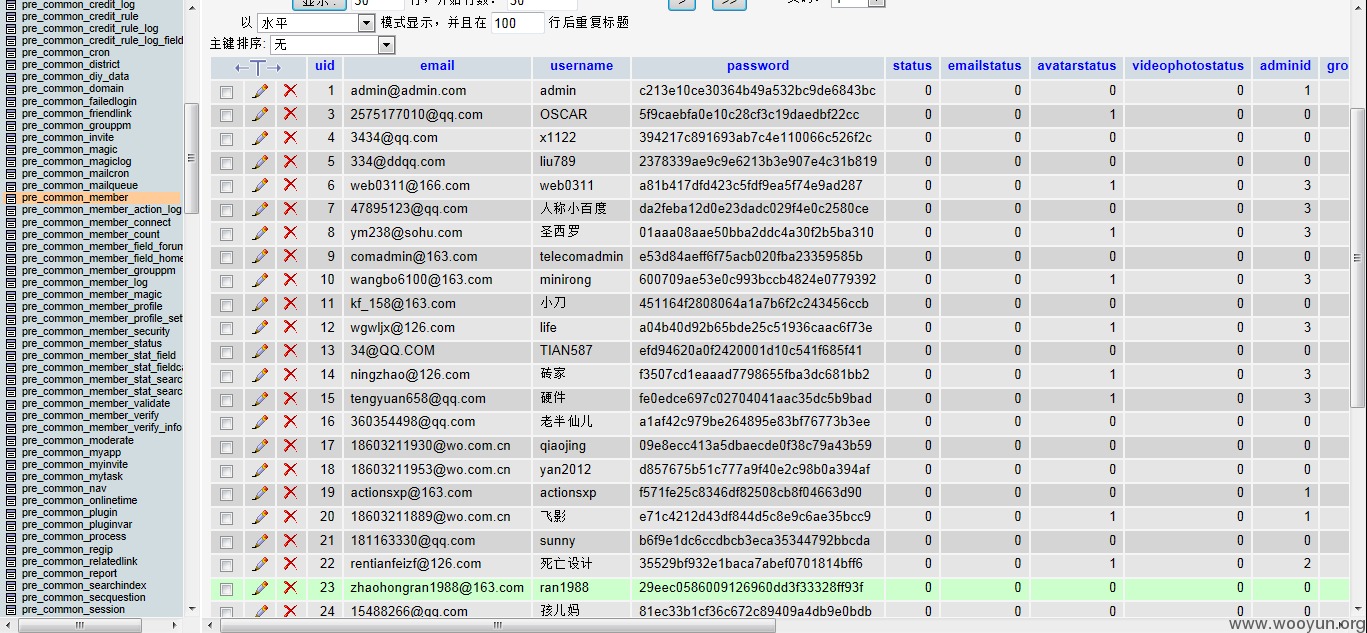 pre_common_credit_log
pre_common_credit_rule
pre_common_credit_rule_log
pre_common_credit_rule_log_field
pre_common_cron
pre_common_district
pre_common_diy_data
pre_common_domain
pre_common_failedlogin
pre_common_friendlink
pre_common_grouppm
pre_common_invite
pre_common_magic
pre_common_magiclog
pre_common_mailcron
pre_common_mailqueue
pre_common_member
pre_common_member_action_log
pre_common_member_connect
pre_common_member_count
pre_common_member_field_forum
pre_common_member_field_home
pre_common_member_grouppm
pre_common_member_log
pre_common_member_magic
pre_common_member_profile
pre_common_member_profile_set
pre_common_member_security
pre_common_member_status
pre_common_member_stat_field
pre_common_member_stat_fieldca
pre_common_member_stat_searc
pre_common_member_stat_searc
pre_common_member_validate
pre_common_member_verify
pre_common_member_verify_info
pre_common_moderate
pre_common_myapp
pre_common_myinvite
pre_common_mytask
pre_common_nav
pre_common_onlinetime
pre_common_plugin
pre_common_pluginvar
pre_common_process
pre_common_regip
pre_common_relatedlink
pre_common_report
pre_common_searchindex
pre_common_secquestion
pre_common_session
显示: 50 行，开始行数: 50 > >>
以 水平 模式显示，并且在 100 行后重复标题
主键排序: 无
←T→ uid email username password status emailstatus avatarstatus videophotostatus adminid gro
1 admin@admin.com admin c213e10ce30364b49a532bc9de6843bc 0 0 0 0 1
3 2575177010@qq.com OSCAR 5f9caebfa0e10c28cf3c19daedbf22cc 0 0 1 0 0
4 3434@qq.com x1122 394217c891693ab7c4e110066c526f2c 0 0 0 0 0
5 334@ddqq.com liu789 2378339ae9c9e6213b3e907e4c31b819 0 0 0 0 0
6 web0311@166.com web0311 a81b417dfd423c5fdf9ea5f74e9ad287 0 0 1 0 3
7 47895123@qq.com 人称小百度 da2feba12d0e23dadc029f4e0c2580ce 0 0 0 0 3
8 ym238@sohu.com 圣西罗 01aaa08aae50bba2ddc4a30f2b5ba310 0 0 1 0 3
9 comadmin@163.com telecomadmin e53d84aeff6f75acb020fba23359585b 0 0 0 0 0
10 wangbo6100@163.com minirong 600709ae53e0c993bccb4824e0779392 0 0 1 0 3
11 kf_158@163.com 小刀 451164f2808064a1a7b6f2c243456ccb 0 0 0 0 0
12 wgwljx@126.com life a04b40d92b65bde25c51936caac6f73e 0 0 1 0 3
13 34@QQ.COM TIAN587 efd94620a0f2420001d10c541f685f41 0 0 0 0 0
14 ningzhao@126.com 砖家 f3507cd1eaaad7798655fba3dc681bb2 0 0 1 0 3
15 tengyuan658@qq.com 硬件 fe0edce697c02704041aac35dc5b9bad 0 0 1 0 3
16 360354498@qq.com 老半仙儿 a1af42c979be264895e83bf76773b3ee 0 0 0 0 0
17 18603211930@wo.com.cn qiaojing 09e8ecc413a5dbaecde0f38c79a43b59 0 0 0 0 0
18 18603211953@wo.com.cn yan2012 d857675b51c777a9f40e2c98b0a394af 0 0 0 0 0
19 actionsxp@163.com actionsxp f571fe25c8346df82508cb8f04663d90 0 0 0 0 1
20 18603211889@wo.com.cn 飞影 e71c4212d43df844d5c8e9c6ae35bcc9 0 0 1 0 1
21 181163330@qq.com sunny b6f9e1dc6ccdbcb3eca35344792bbcda 0 0 0 0 0
22 rentianfeizf@126.com 死亡设计 35529bf932e1baca7abef0701814bff6 0 0 1 0 2
23 zhaohongran1988@163.com ran1988 29eec0586009126960dd3f33328ff93f 0 0 0 0 0
24 15488266@qq.com 孩儿妈 81ec33b1cf36c672c89409a4db9e0bdb 0 0 0 0 0
www.wooyun.org